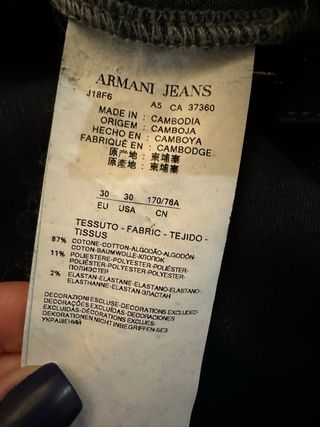 ARMANI JEANS
J18F6 A5 CA 37360
MADE IN : CAMBODIA
ORIGEM : CAMBOJA
HECHO EN : CAMBOYA
FABRIQUÉ EN : CAMBODGE
原产地 : 柬埔寨
原產地 : 柬埔寨
30 30 170/76A
EU USA CN
TESSUTO - FABRIC - TEJIDO -
TISSUS
87% COTONE-COTTON-ALGODÃO-ALGODÓN-
COTON-BAUMWOLLE-ХЛОПОК
11% POLIESTERE-POLYESTER-POLIÉSTER-
POLIÉSTER-POLYESTER-POLYESTER-
ПОЛИЭСТЕР
2% ELASTAN-ELASTANE-ELASTANO-ELASTANO-
ELASTHANNE-ELASTAN-ЭЛАСТАН
DECORAZIONI ESCLUSE-DECORATIONS EXCLUDED-
DECORAÇÕES EXCLUÍDAS-DECORACIONES
EXCLUIDAS-DÉCORATIONS EXCLUES-
DEKORATIONEN NICHT INBEGRIFFEN-БЕЗ
УКРАШЕНИЙ